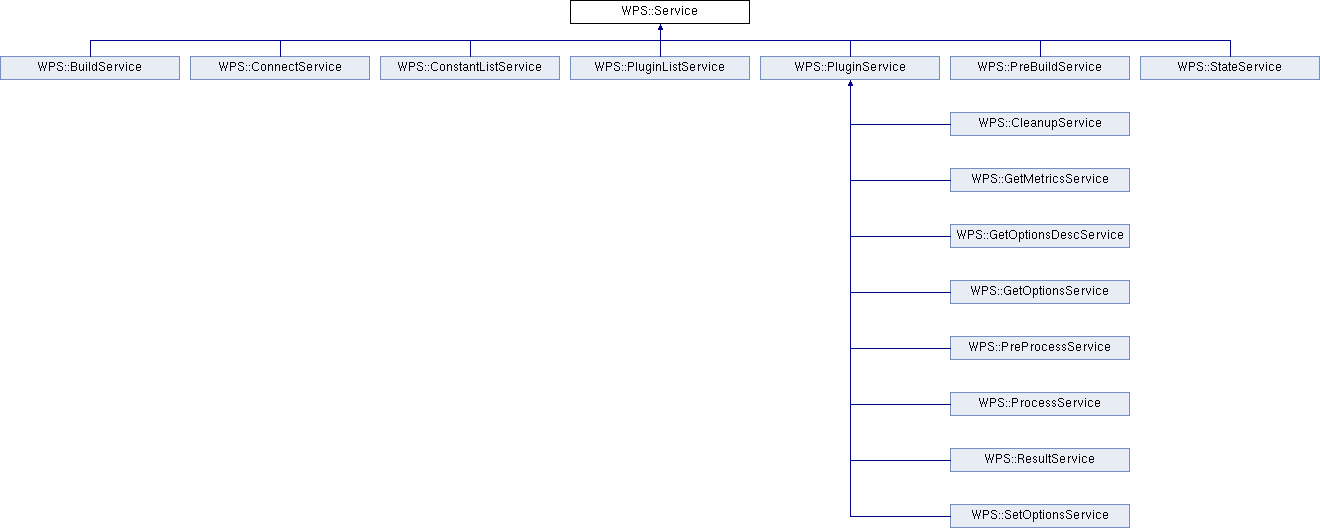 WPS::Service
WPS::BuildService
WPS::ConnectService
WPS::ConstantListService
WPS::PluginListService
WPS::PluginService
WPS::PreBuildService
WPS::StateService
WPS::CleanupService
WPS::GetMetricsService
WPS::GetOptionsDescService
WPS::GetOptionsService
WPS::PreProcessService
WPS::ProcessService
WPS::ResultService
WPS::SetOptionsService